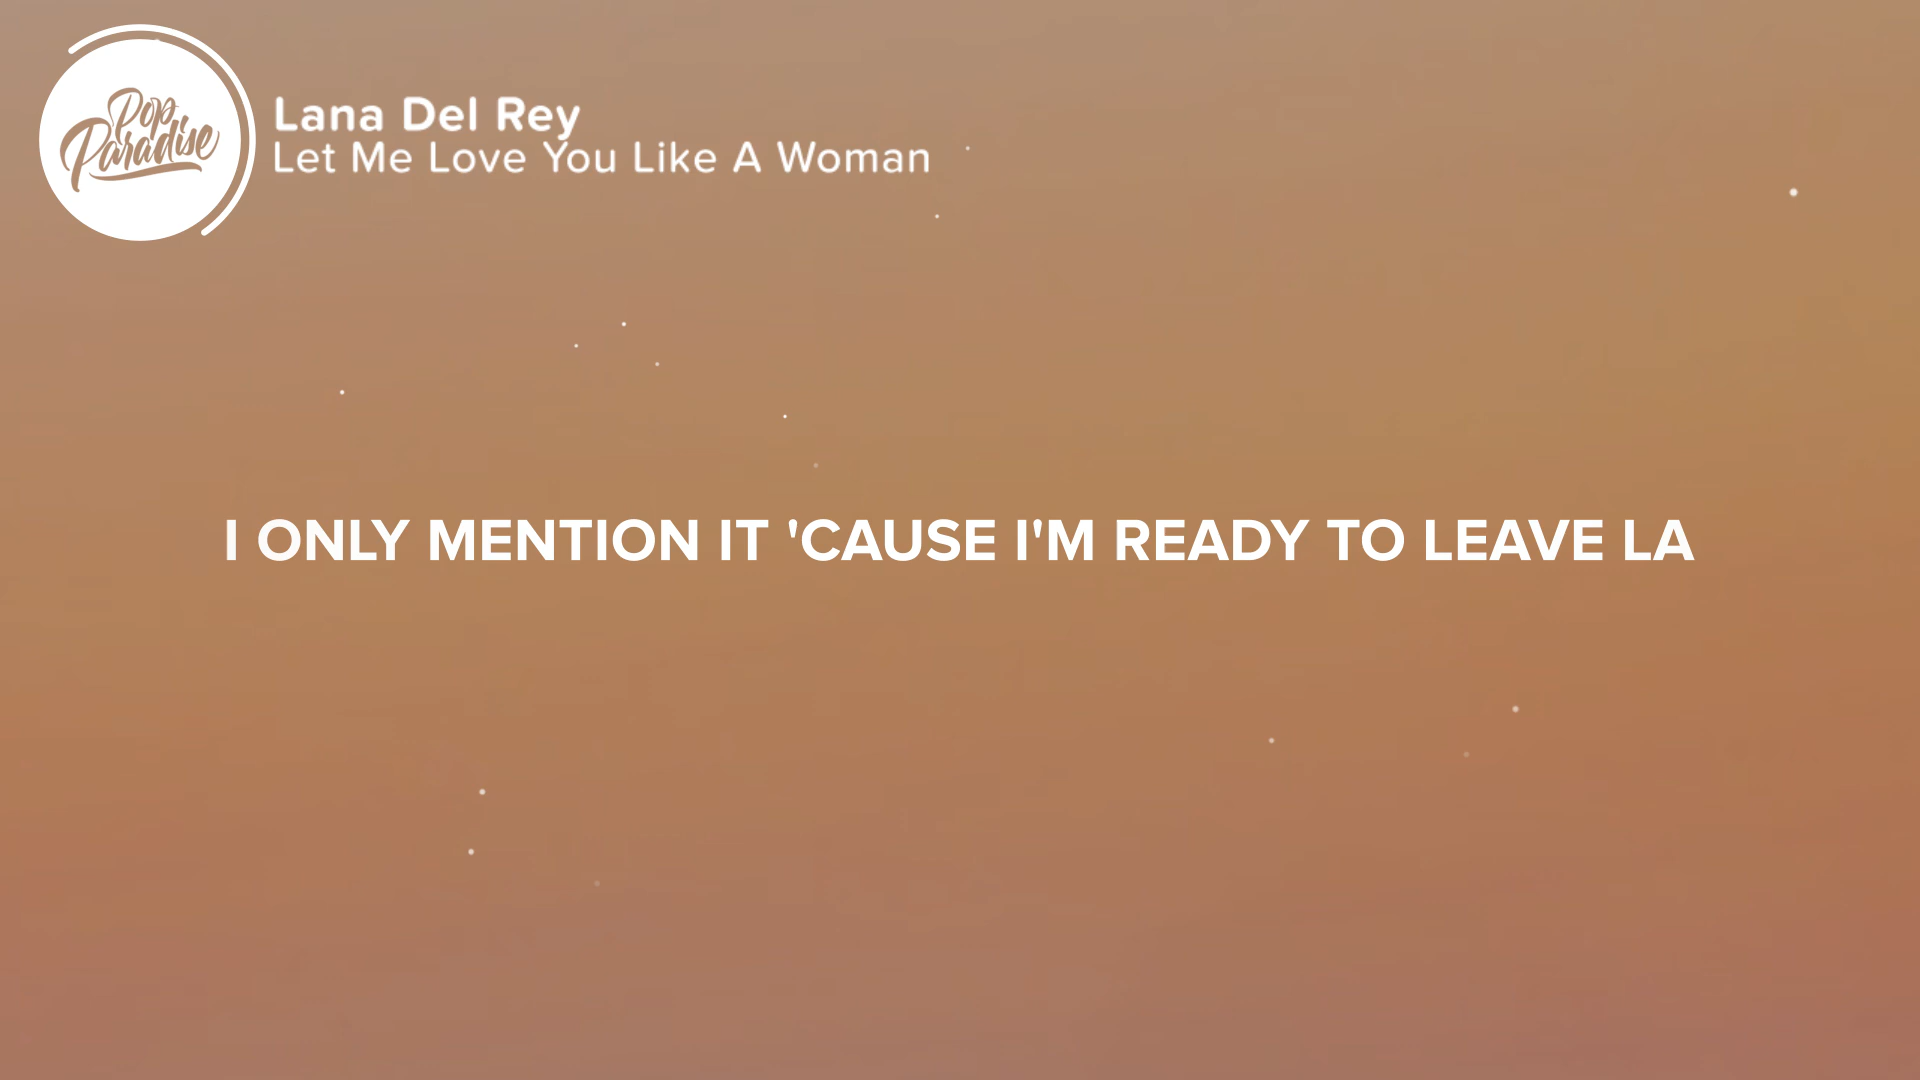 Pop
Paradise
Lana Del Rey
Let Me Love You Like A Woman
I ONLY MENTION IT 'CAUSE I'M READY TO LEAVE LA